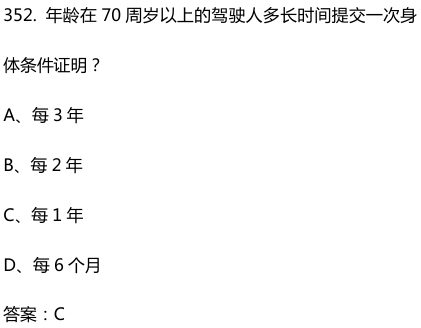 352. 年龄在 70 周岁以上的驾驶人多长时间提交一次身
体条件证明？
A、每 3 年
B、每 2 年
C、每 1 年
D、每 6 个月
答案：C